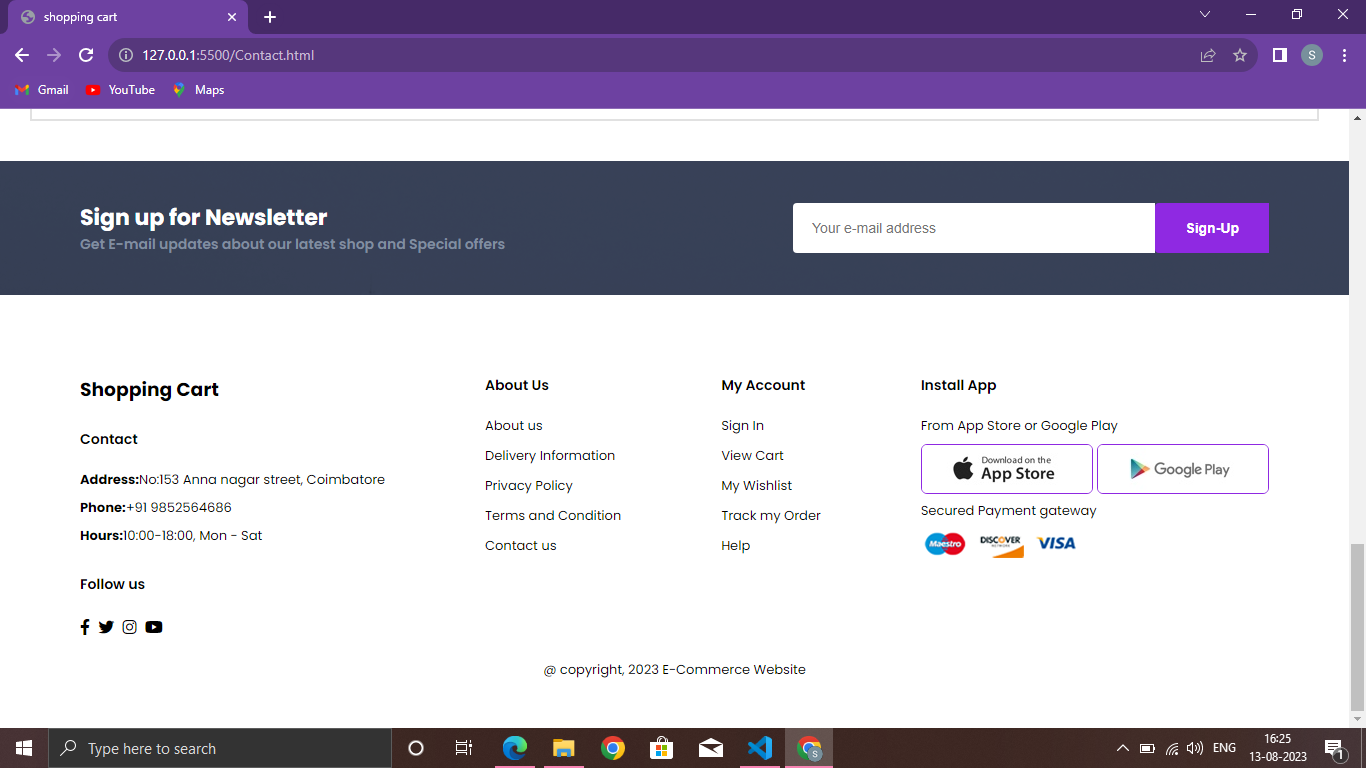 shopping cart
127.0.0.1:5500/Contact.html
S
Gmail
YouTube
Maps
Sign up for Newsletter
Get E-mail updates about our latest shop and Special offers
Your e-mail address
Sign-Up
Shopping Cart
Contact
Address:No:153 Anna nagar street, Coimbatore
Phone:+91 9852564686
Hours:10:00-18:00, Mon - Sat
Follow us
About Us
About us
Delivery Information
Privacy Policy
Terms and Condition
Contact us
My Account
Sign In
View Cart
My Wishlist
Track my Order
Help
Install App
From App Store or Google Play
Download on the
App Store
Google Play
Secured Payment gateway
Maestro
DISCOVER
NETWORK
VISA
@ copyright, 2023 E-Commerce Website
Type here to search
S
ENG
16:25
13-08-2023
1